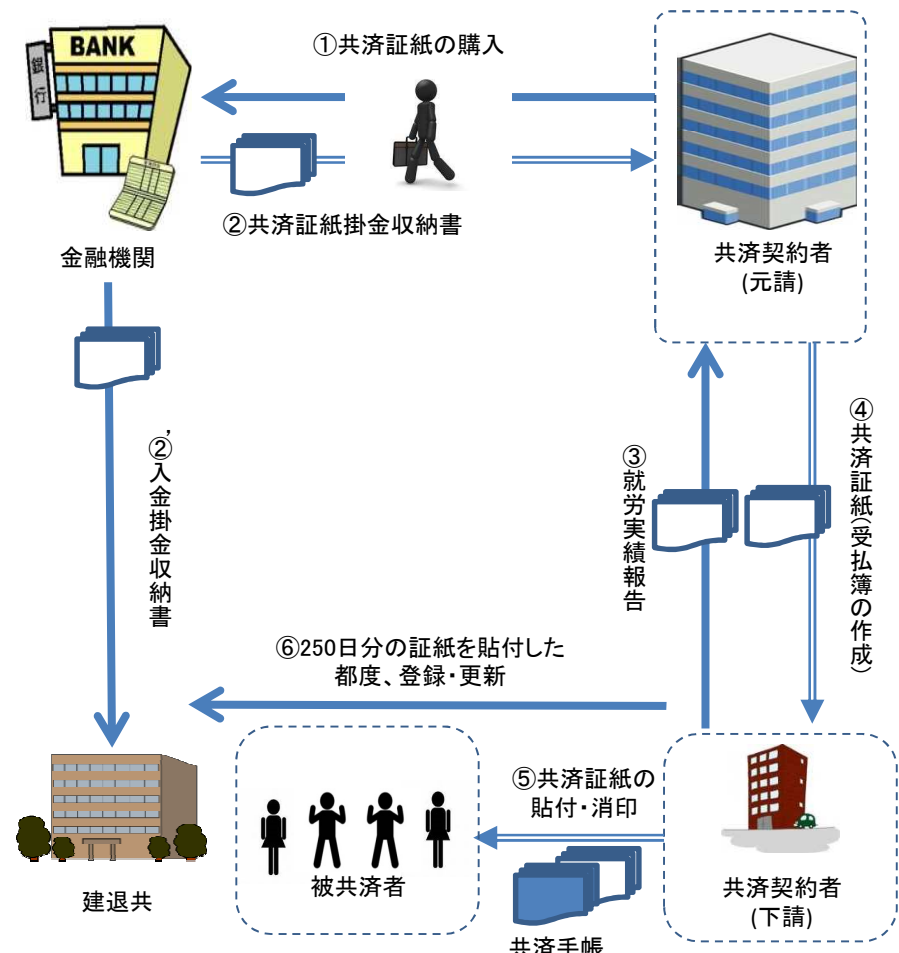 BANK
銀行
①共済証紙の購入
②共済証紙掛金収納書
金融機関
共済契約者
(元請)
②'入金掛金収納書
③就労実績報告
④共済証紙(受払簿の作成)
⑥250日分の証紙を貼付した
都度、登録・更新
⑤共済証紙の
貼付・消印
建退共
被共済者
共済手帳
共済契約者
(下請)